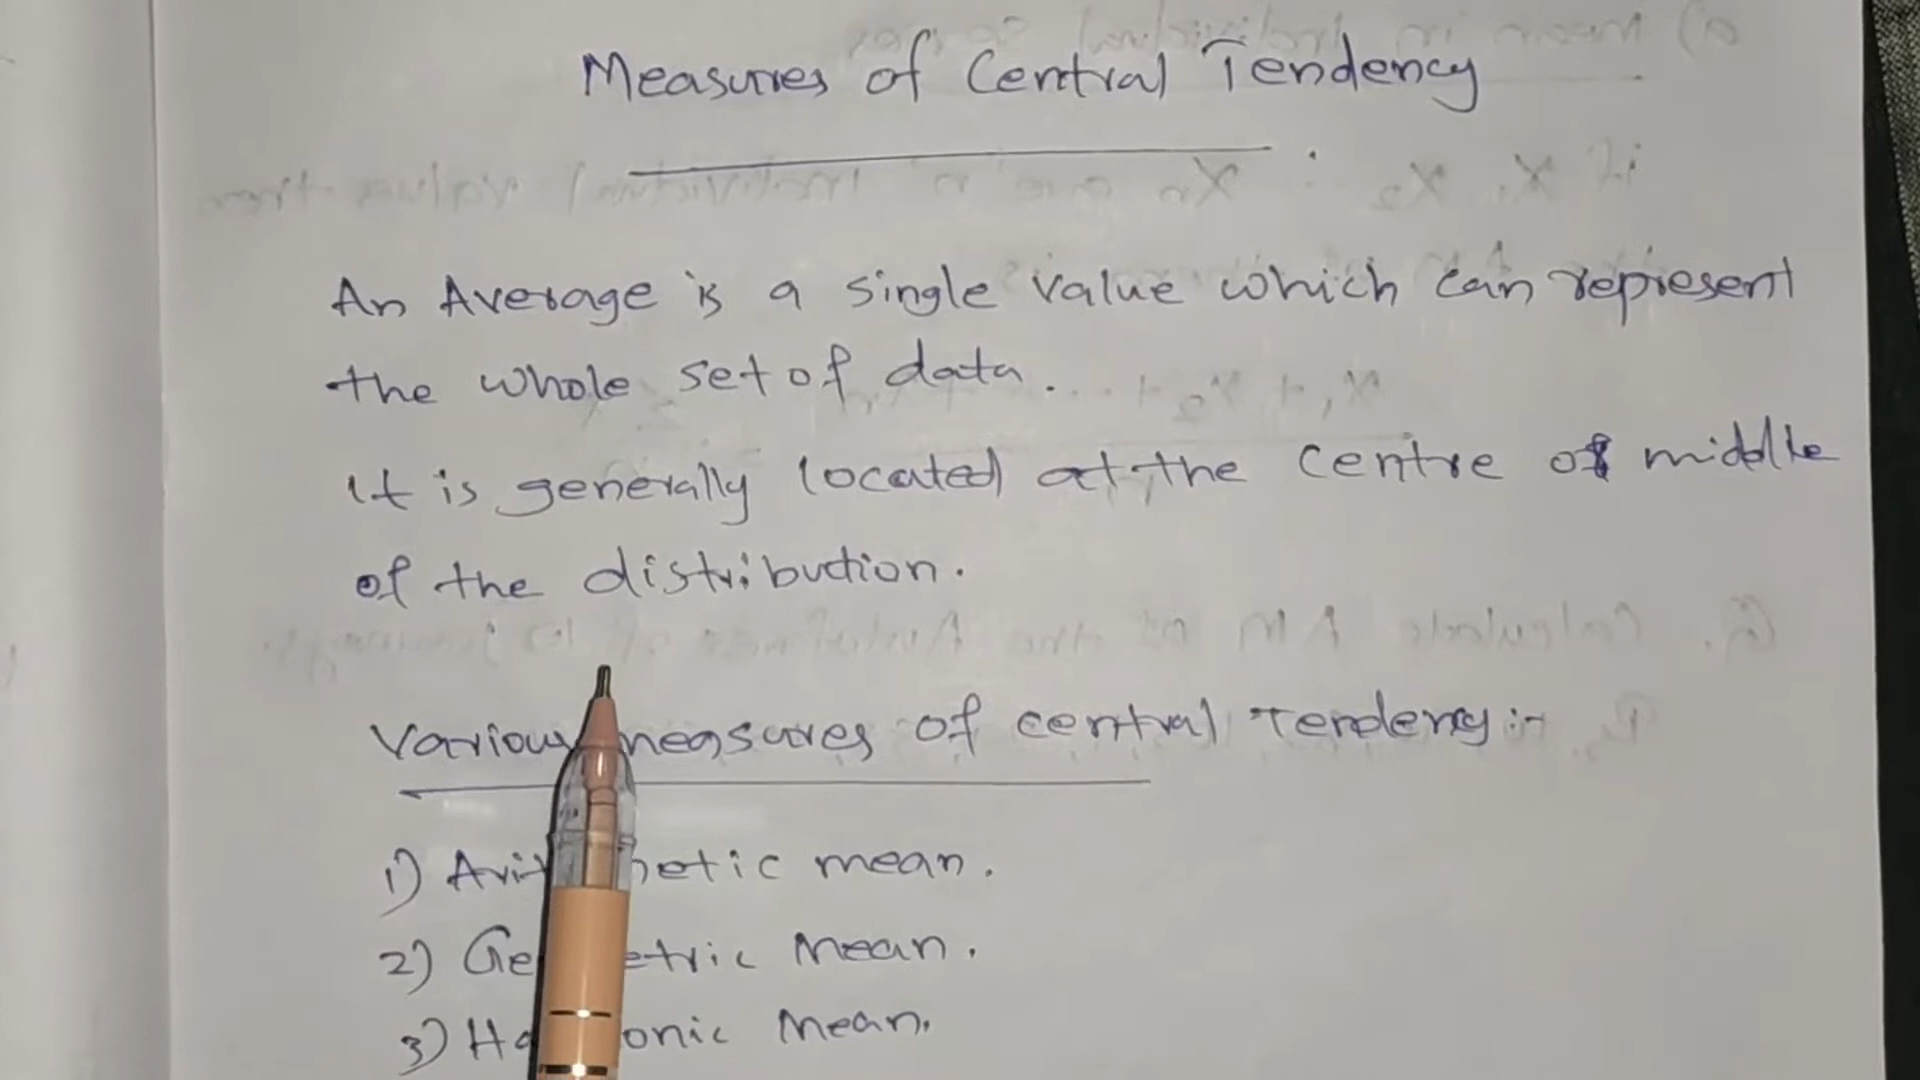 Measures of Central Tendency
An Average is a single value which can represent
the whole set of data.
It is generally located at the centre of middle
of the distribution.
Various measures of central Tendency :-
1) Arithmetic mean.
2) Geometric Mean.
3) Harmonic Mean.